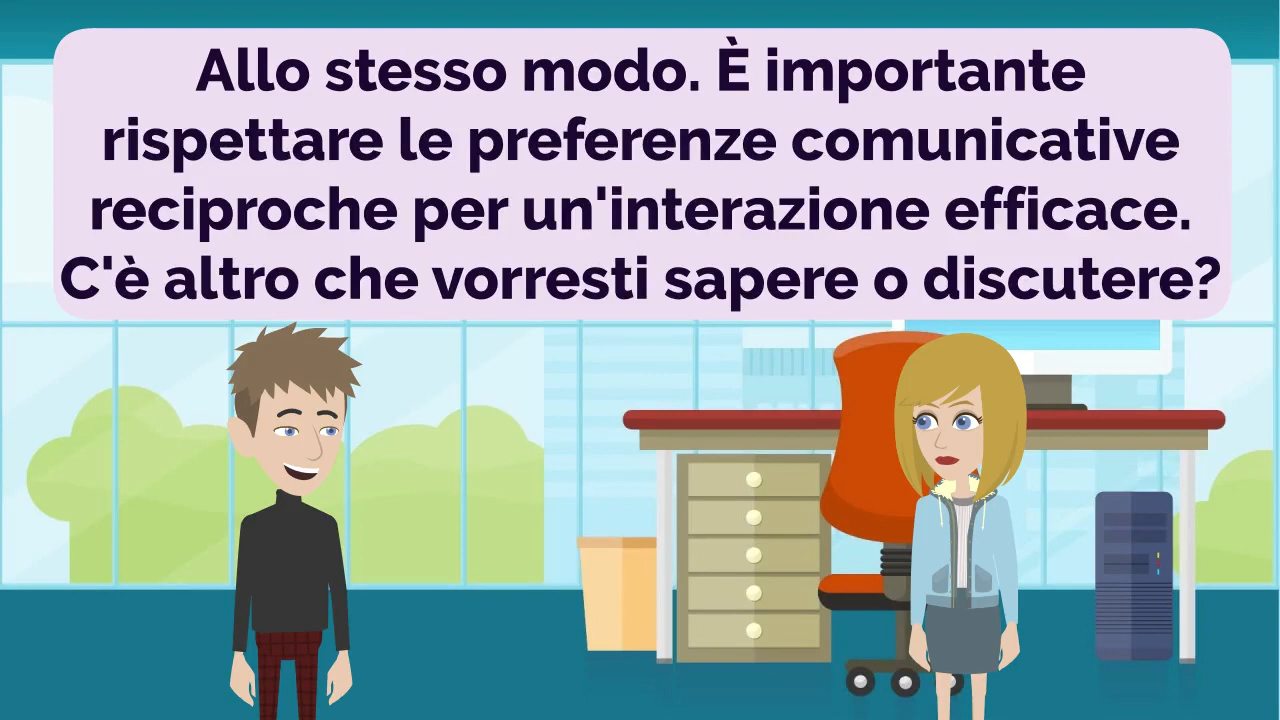 Allo stesso modo. È importante
rispettare le preferenze comunicative
reciproche per un'interazione efficace.
C'è altro che vorresti sapere o discutere?